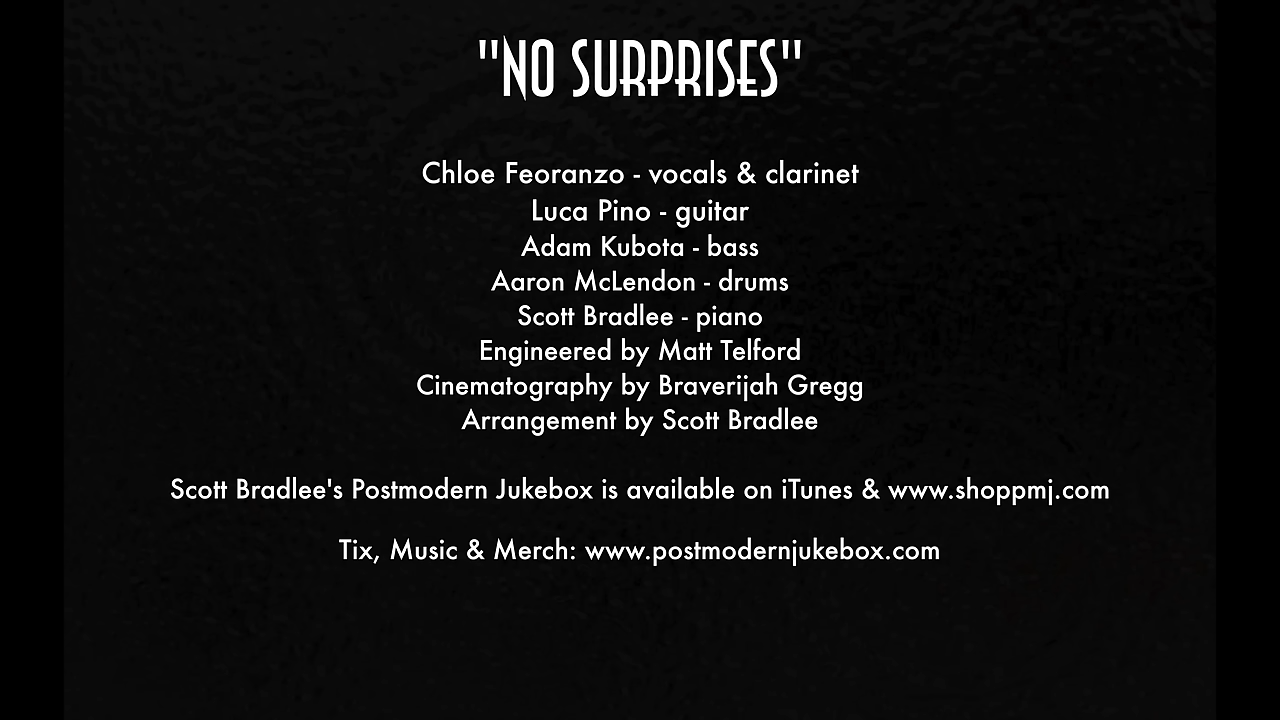 "NO SURPRISES"
Chloe Feoranzo - vocals & clarinet
Luca Pino - guitar
Adam Kubota - bass
Aaron McLendon - drums
Scott Bradlee - piano
Engineered by Matt Telford
Cinematography by Braverijah Gregg
Arrangement by Scott Bradlee
Scott Bradlee's Postmodern Jukebox is available on iTunes & www.shoppmj.com
Tix, Music & Merch: www.postmodernjukebox.com